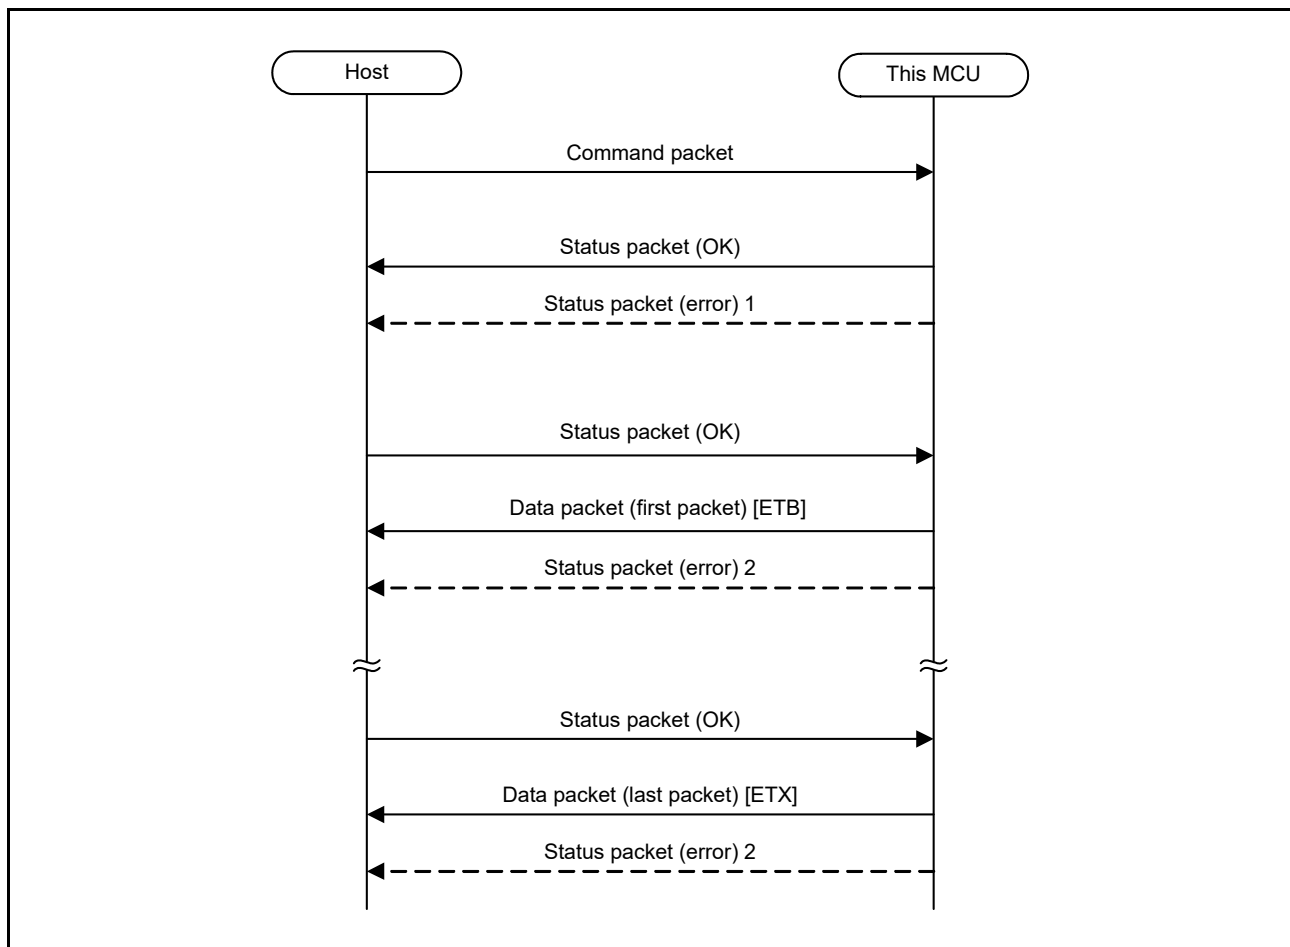 Host
This MCU
Command packet
Status packet (OK)
Status packet (error) 1
Status packet (OK)
Data packet (first packet) [ETB]
Status packet (error) 2
Status packet (OK)
Data packet (last packet) [ETX]
Status packet (error) 2